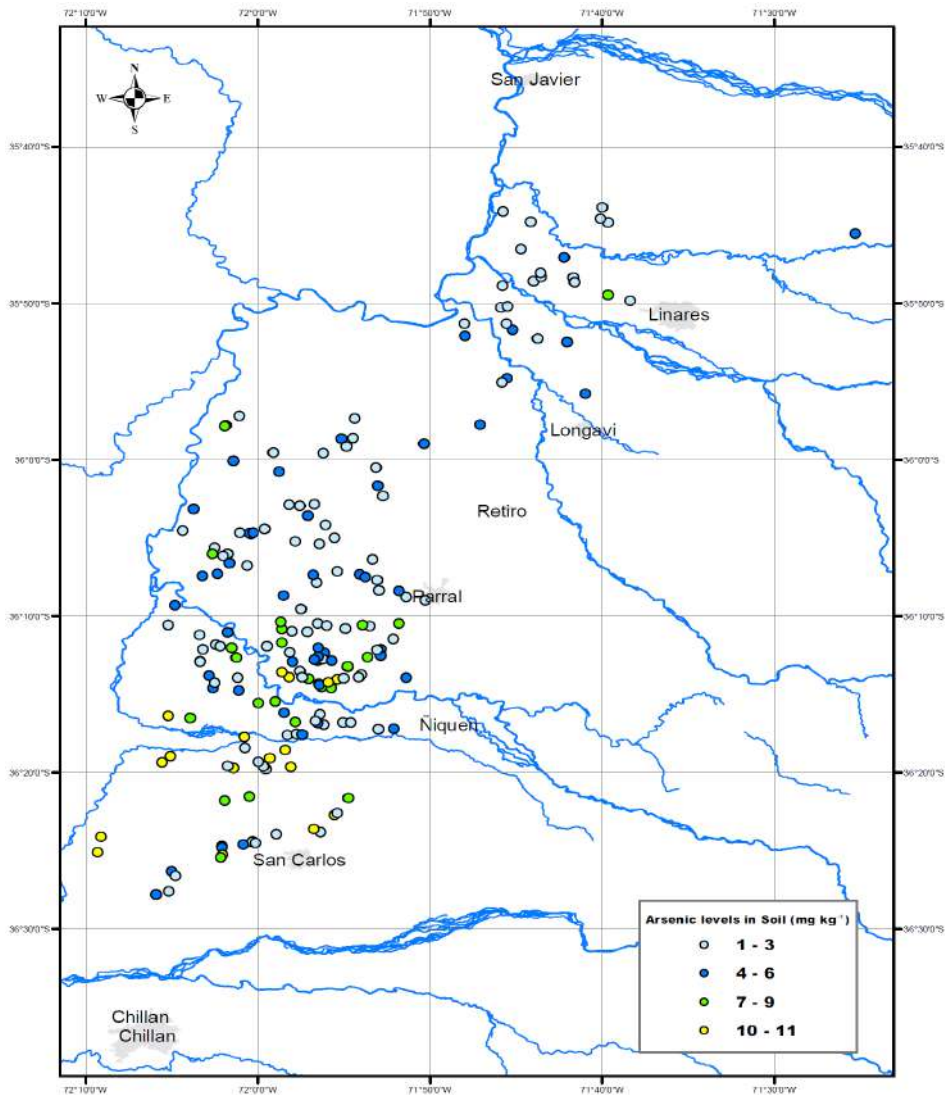 72°10'0"W 72°0'0"W 71°50'0"W 71°40'0"W 71°30'0"W
San Javier
N
W E
S
35°40'0"S 35°40'0"S
35°50'0"S 35°50'0"S
Linares
Longavi
36°0'0"S 36°0'0"S
Retiro
Parral
36°10'0"S 36°10'0"S
Ñiquen
36°20'0"S 36°20'0"S
San Carlos
Arsenic levels in Soil (mg kg⁻¹)
1 - 3
4 - 6
7 - 9
10 - 11
36°30'0"S 36°30'0"S
Chillan
Chillan
72°10'0"W 72°0'0"W 71°50'0"W 71°40'0"W 71°30'0"W